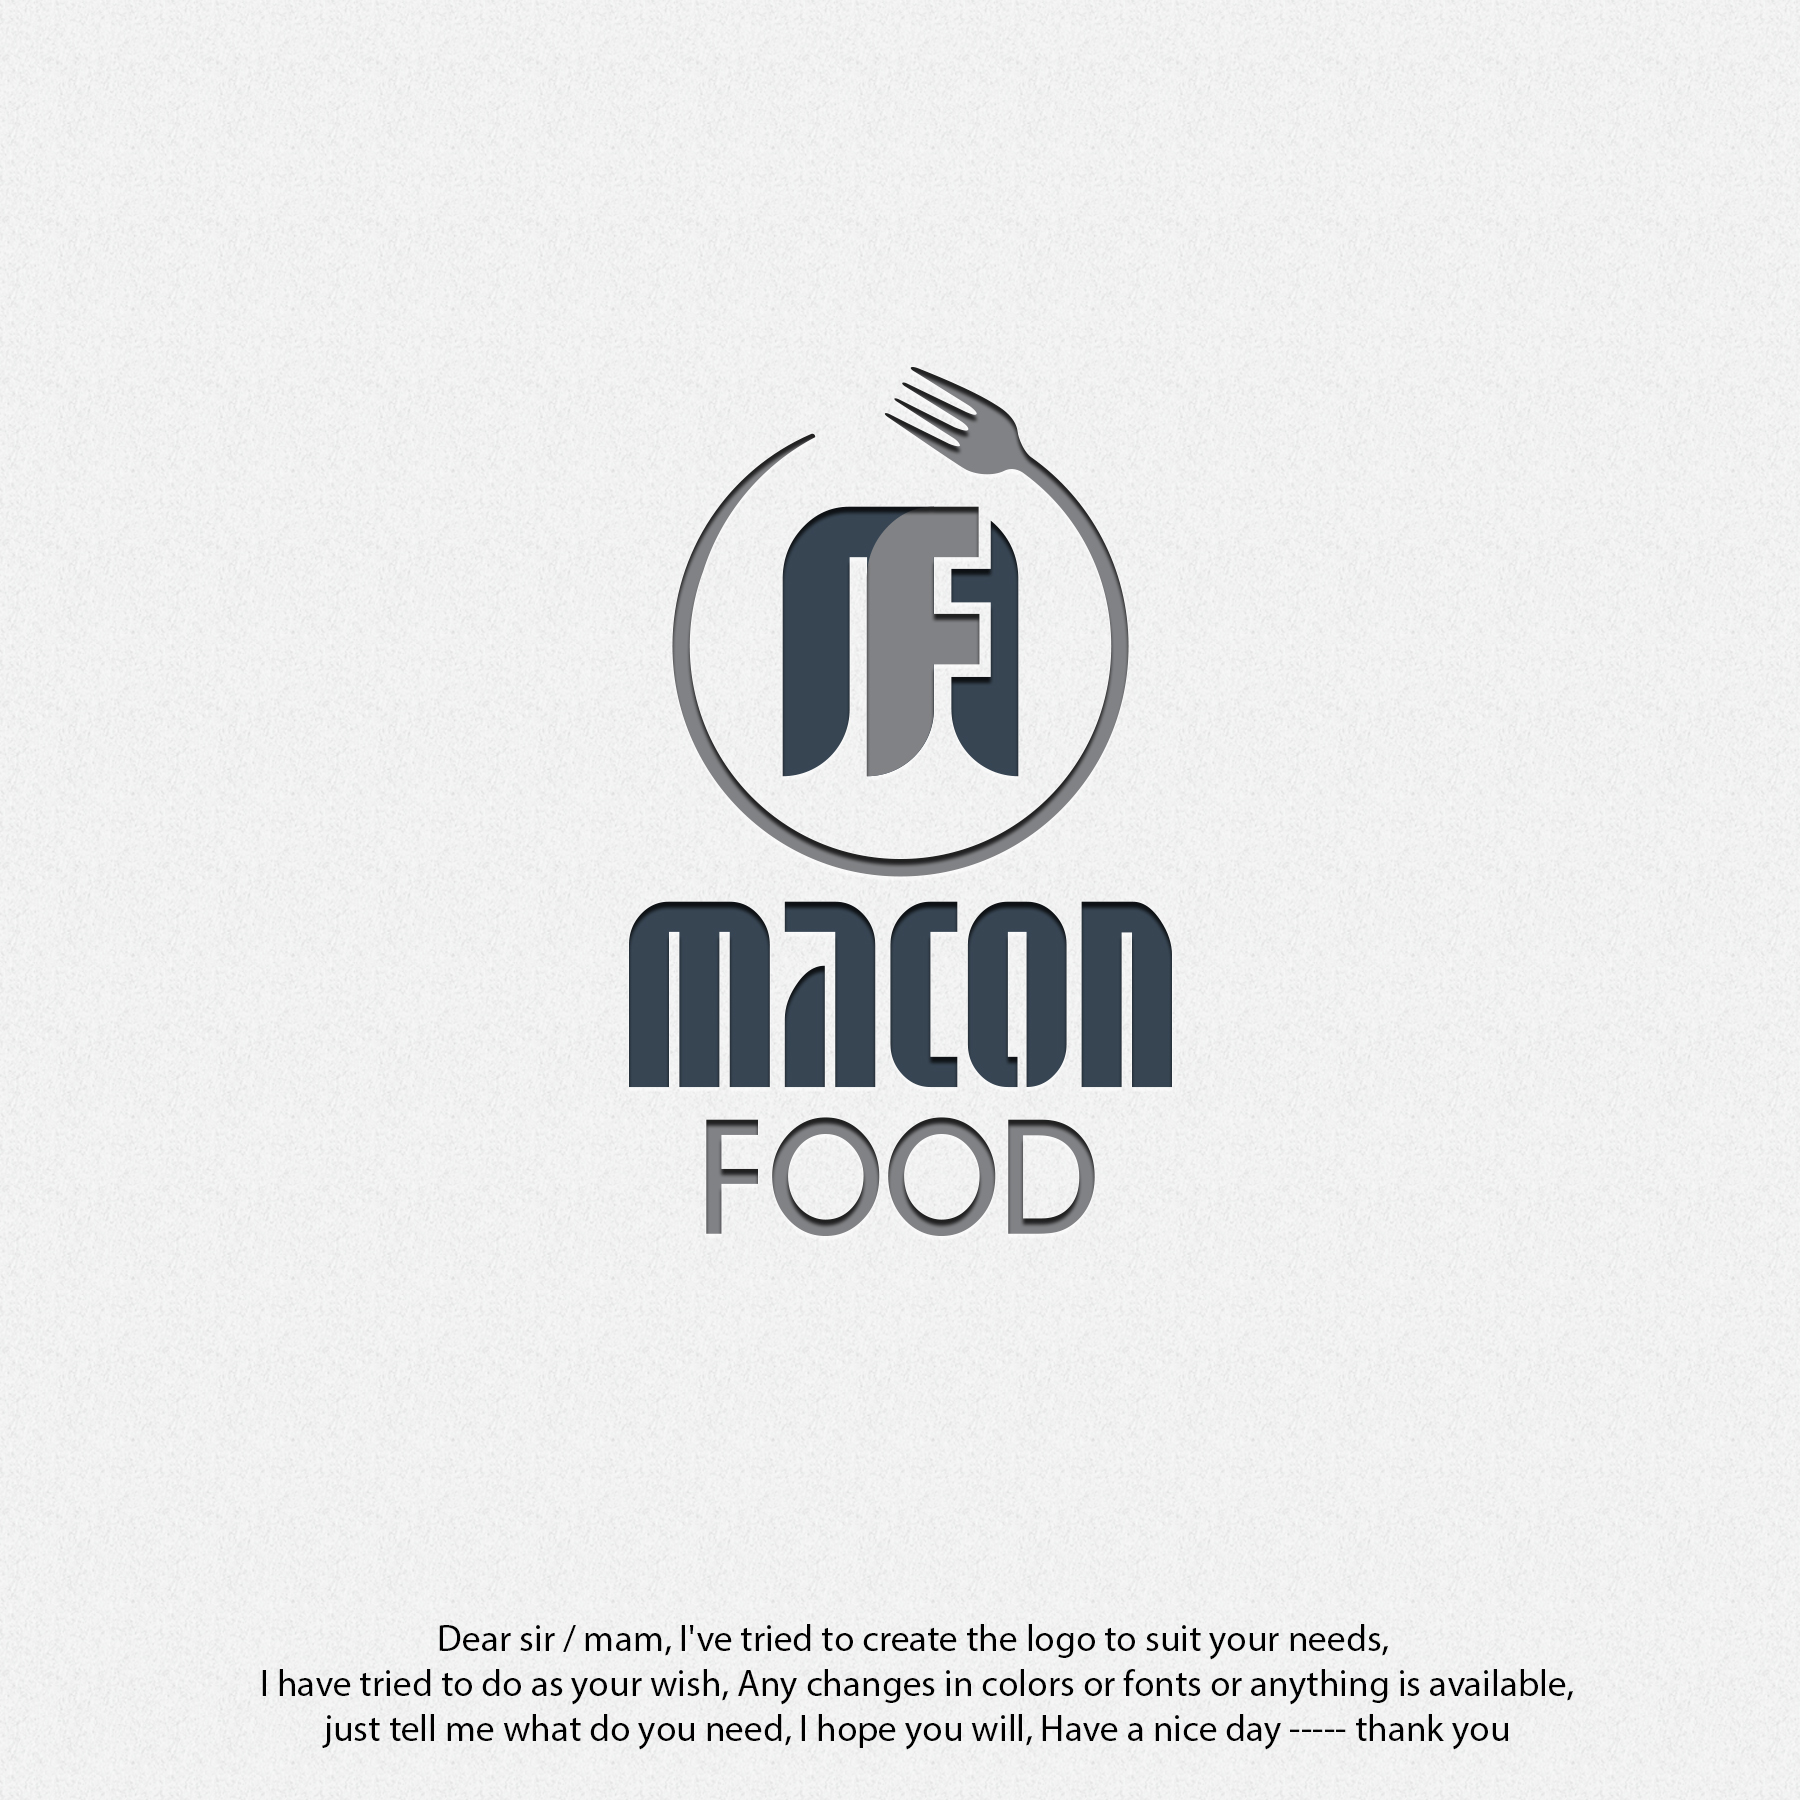 MF
MACON
FOOD
Dear sir / mam, I've tried to create the logo to suit your needs,
I have tried to do as your wish, Any changes in colors or fonts or anything is available,
just tell me what do you need, I hope you will, Have a nice day ----- thank you